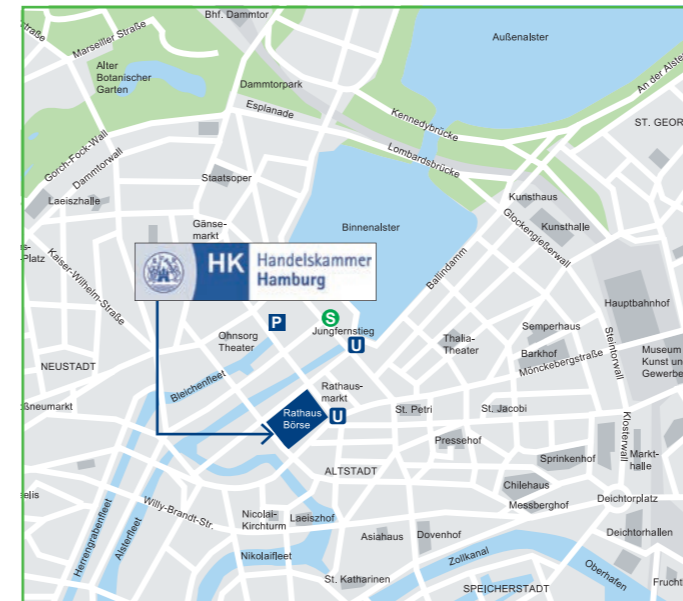 Bhf. Dammtor
Außenalster
Marseiller Straße
Alter
Botanischer
Garten
Dammtorpark
An der Alster
Esplanade
Kennedybrücke
ST. GEOR
Gorch-Fock-Wall
Dammtorwall
Lombardsbrücke
Staatsoper
Laeiszhalle
Kunsthaus
Gänse-
markt
Binnenalster
Glockengießerwall
Kunsthalle
-Platz
Kaiser-Wilhelm-Straße
HK
Handelskammer
Hamburg
Ballindamm
Hauptbahnhof
P
S
Jungfernstieg
U
Ohnsorg
Theater
Thalia-
Theater
Semperhaus
Barkhof
Mönckebergstraße
Steintorwall
Museum
Kunst un
Gewerbe
NEUSTADT
Bleichenfleet
Rathaus-
markt
U
Rathaus
Börse
ßneumarkt
St. Petri
St. Jacobi
Klosterwall
Pressehof
Sprinkenhof
Markt-
halle
ALTSTADT
Chilehaus
Messberghof
Deichtorplatz
elis
Willy-Brandt-Str.
Nicolai-
Kirchturm
Laeiszhof
Herrengrabenfleet
Alsterfleet
Asiahaus
Dovenhof
Deichtorhallen
Nikolaifleet
Zollkanal
Oberhafen
St. Katharinen
SPEICHERSTADT
Frucht